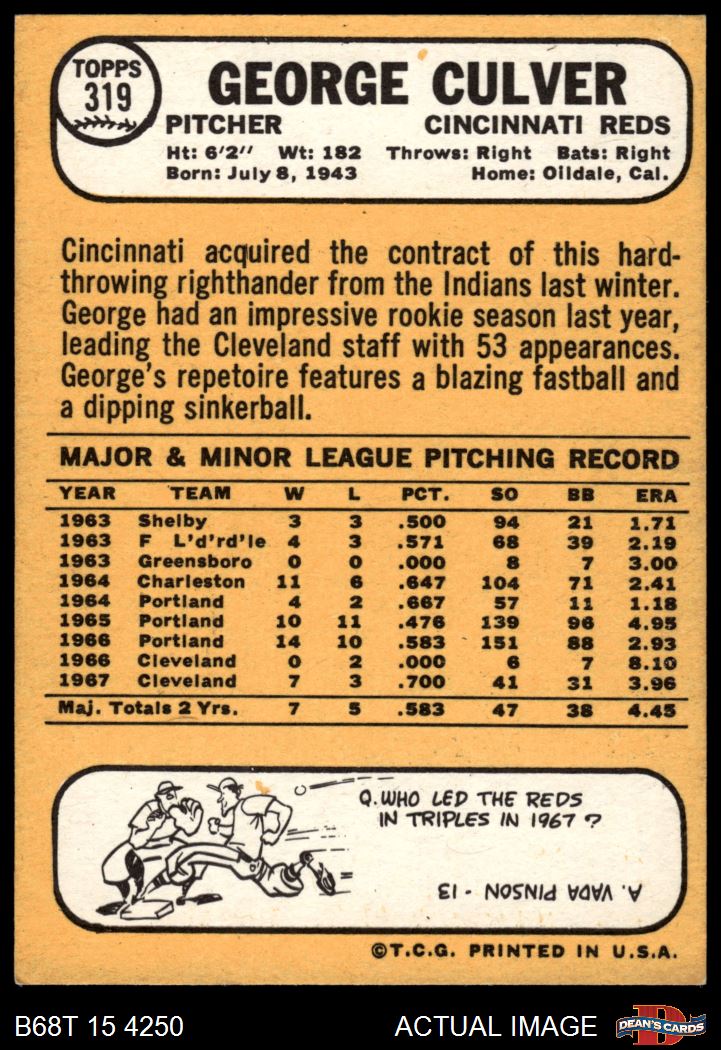 TOPPS
319
GEORGE CULVER
PITCHER CINCINNATI REDS
Ht: 6'2" Wt: 182 Throws: Right Bats: Right
Born: July 8, 1943 Home: Oildale, Cal.
Cincinnati acquired the contract of this hard-
throwing righthander from the Indians last winter.
George had an impressive rookie season last year,
leading the Cleveland staff with 53 appearances.
George's repetoire features a blazing fastball and
a dipping sinkerball.
MAJOR & MINOR LEAGUE PITCHING RECORD
YEAR TEAM W L PCT. SO BB ERA
1963 Shelby 3 3 .500 94 21 1.71
1963 F L'd'rd'le 4 3 .571 68 39 2.19
1963 Greensboro 0 0 .000 8 7 3.00
1964 Charleston 11 6 .647 104 71 2.41
1964 Portland 4 2 .667 57 11 1.18
1965 Portland 10 11 .476 139 96 4.95
1966 Portland 14 10 .583 151 88 2.93
1966 Cleveland 0 2 .000 6 7 8.10
1967 Cleveland 7 3 .700 41 31 3.96
Maj. Totals 2 Yrs. 7 5 .583 47 38 4.45
Q. WHO LED THE REDS
IN TRIPLES IN 1967 ?
A. VADA PINSON - 13
©T.C.G. PRINTED IN U.S.A.
B68T 15 4250 ACTUAL IMAGE D DEAN'S CARDS